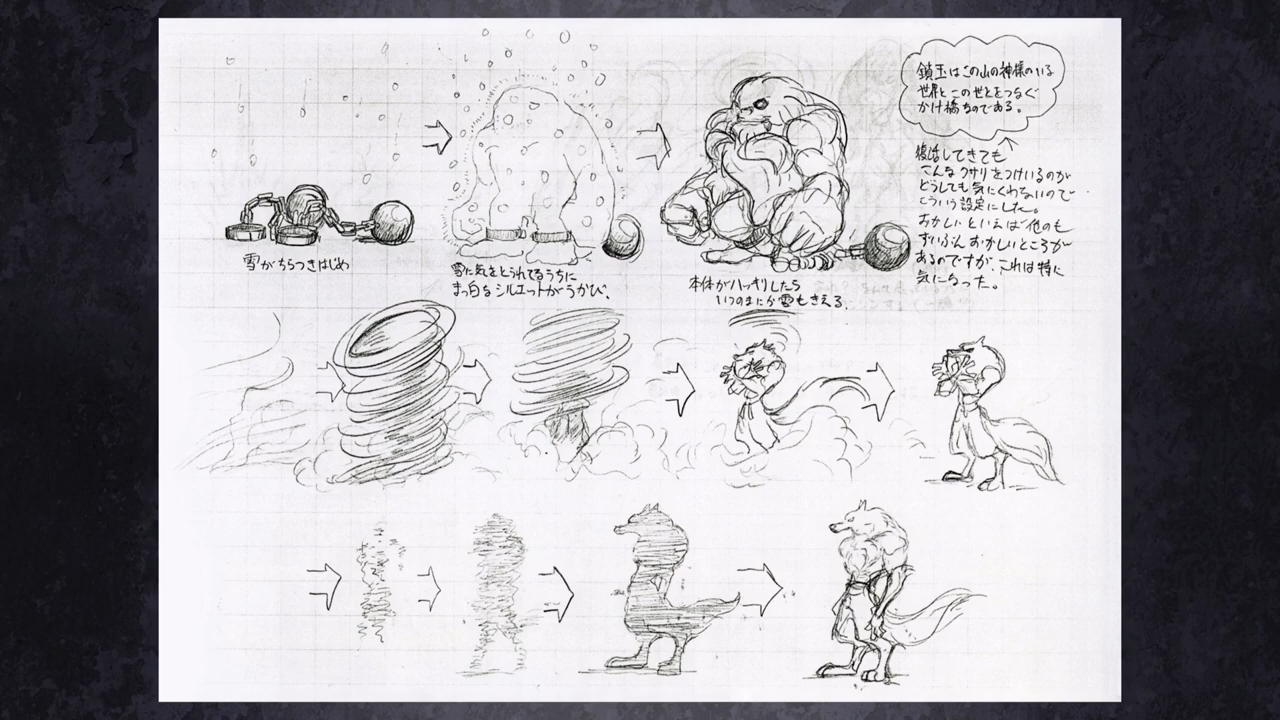 鎖玉はこの山の神様のいる
世界とこの世とをつなぐ
かけ橋なのである。
復活してきても
こんなクサリをつけいるのが
どうしても気にくわないので
こういう設定にした。
おかしいといえば他のも
ずいぶんおかしいところが
あるのですが、これは特に
気になった。
雪がちらつきはじめ
雪に気をとられてるうちに
まっ白なシルエットがうかび、
本体がハッキリしたら
いつのまにか雪もきえる。